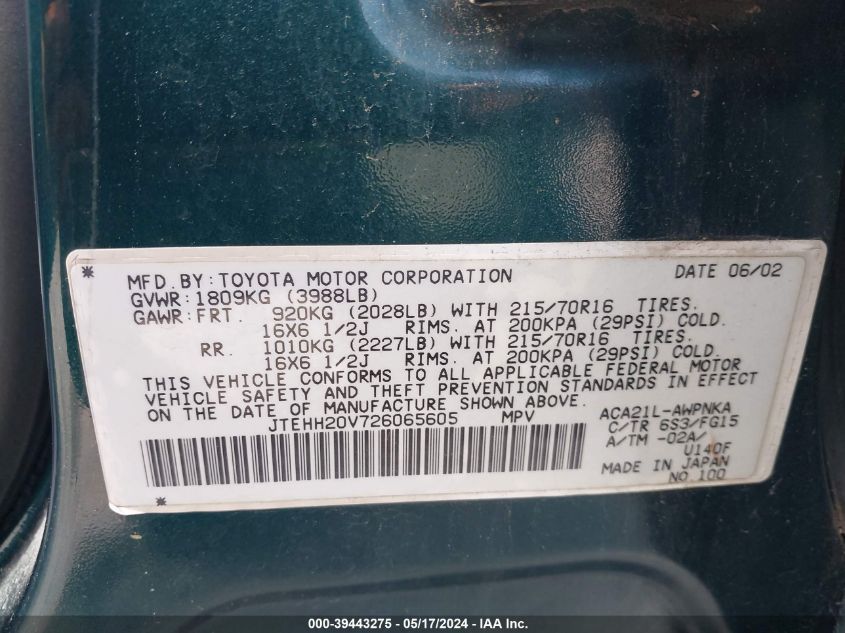 * MFD. BY: TOYOTA MOTOR CORPORATION DATE 06/02
GVWR: 1809KG (3988LB)
GAWR: FRT. 920KG (2028LB) WITH 215/70R16 TIRES.
16X6 1/2J RIMS. AT 200KPA (29PSI) COLD.
RR. 1010KG (2227LB) WITH 215/70R16 TIRES.
16X6 1/2J RIMS. AT 200KPA (29PSI) COLD.
THIS VEHICLE CONFORMS TO ALL APPLICABLE FEDERAL MOTOR
VEHICLE SAFETY AND THEFT PREVENTION STANDARDS IN EFFECT
ON THE DATE OF MANUFACTURE SHOWN ABOVE.
JTEHH20V726065605 MPV ACA21L-AWPNKA
C/TR 6S3/FG15
A/TM -02A/
U140F
MADE IN JAPAN
* NO.100
000-39443275 - 05/17/2024 - IAA Inc.